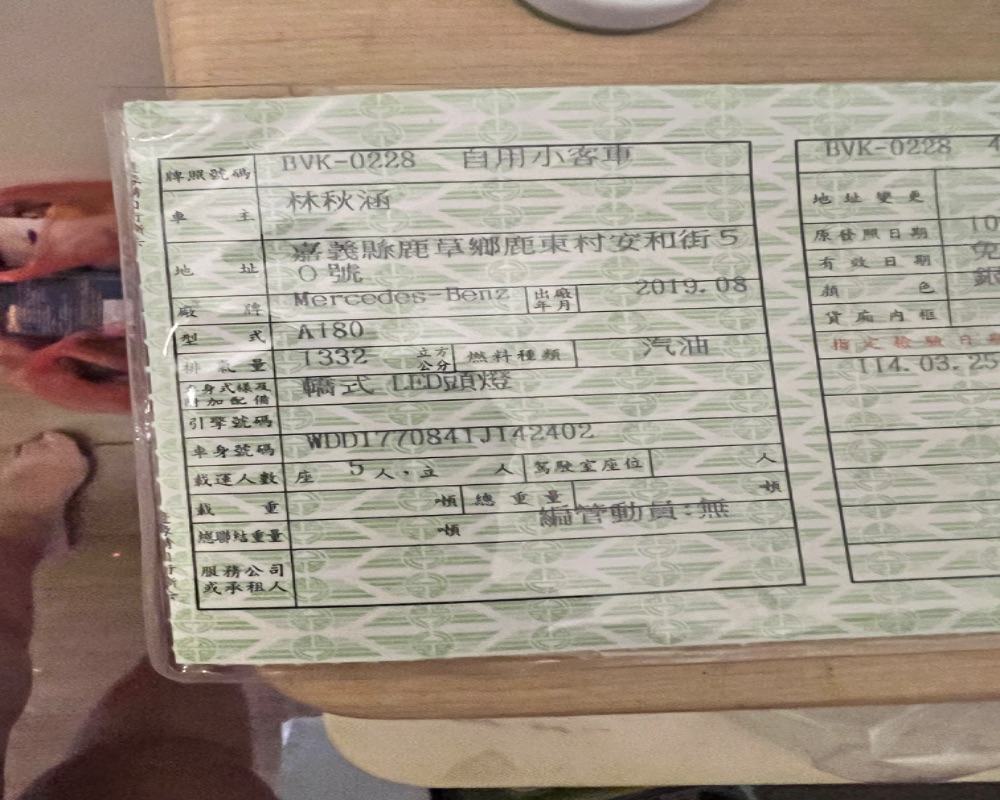 牌照號碼 BVK-0228 自用小客車
車主 林秋涵
地址 嘉義縣鹿草鄉鹿東村安和街5
0號
廠牌 Mercedes-Benz 出廠年月 2019.08
型式 A180
排氣量 1332 立方公分 燃料種類 汽油
車身式樣及附加配備 轎式 LED頭燈
引擎號碼
車身號碼 WDD1770841J142402
載運人數 座 5 人,立 人 駕駛室座位 人
載重 噸 總重量 噸
編管動員:無
總聯結重量 噸
服務公司
或承租人
BVK-0228 4
地址變更
原發照日期 10
有效日期
顏色
貨廂內框
指定檢驗日期
114.03.25